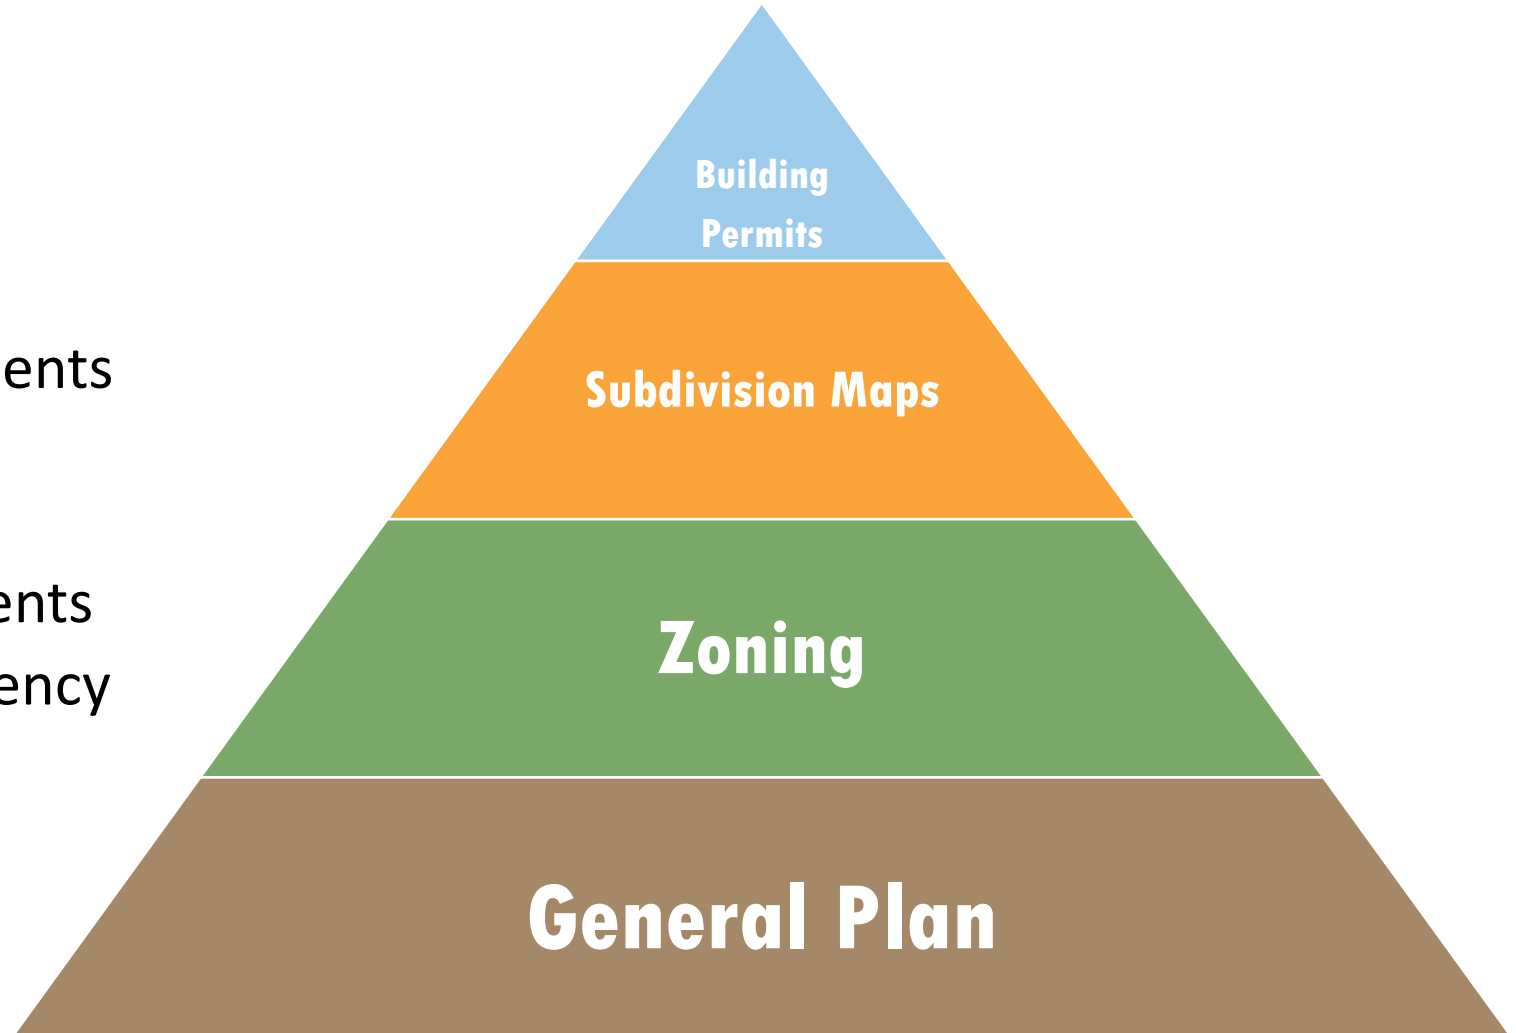 Building
Permits
ents
Subdivision Maps
ents
Zoning
ency
General Plan